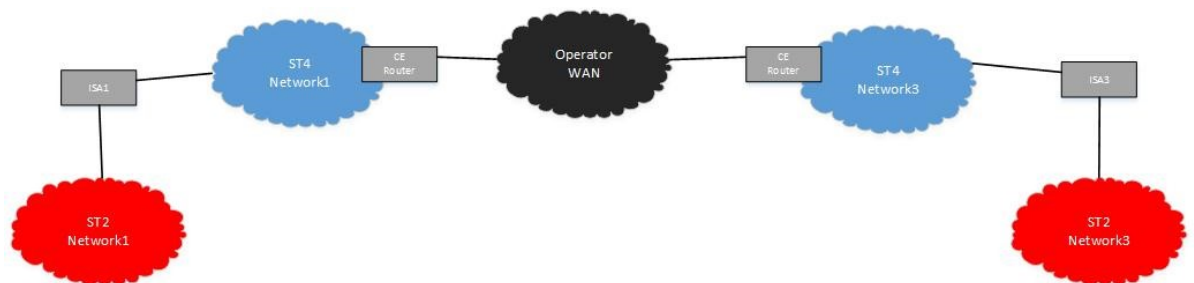 ST4
Network1
CE
Router
Operator
WAN
CE
Router
ST4
Network3
ISA1
ISA3
ST2
Network1
ST2
Network3